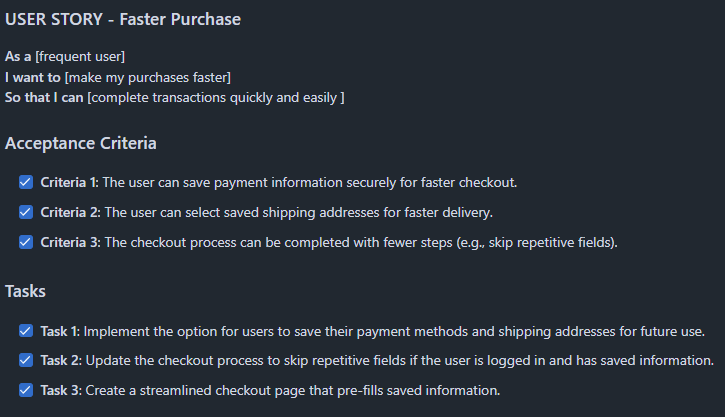 USER STORY - Faster Purchase
As a [frequent user]
I want to [make my purchases faster]
So that I can [complete transactions quickly and easily ]
Acceptance Criteria
Criteria 1: The user can save payment information securely for faster checkout.
Criteria 2: The user can select saved shipping addresses for faster delivery.
Criteria 3: The checkout process can be completed with fewer steps (e.g., skip repetitive fields).
Tasks
Task 1: Implement the option for users to save their payment methods and shipping addresses for future use.
Task 2: Update the checkout process to skip repetitive fields if the user is logged in and has saved information.
Task 3: Create a streamlined checkout page that pre-fills saved information.